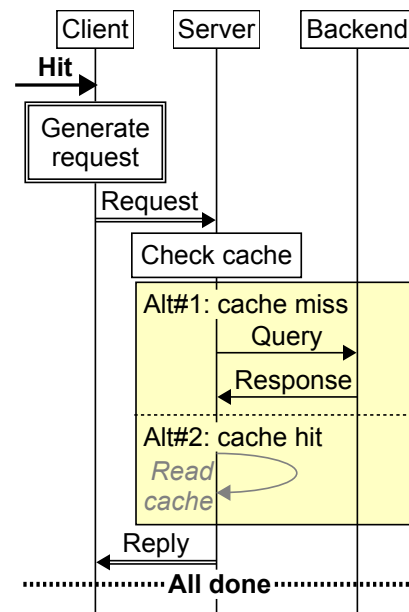 Client Server Backend
Hit
Generate
request
Request
Check cache
Alt#1: cache miss
Query
Response
Alt#2: cache hit
Read
cache
Reply
All done